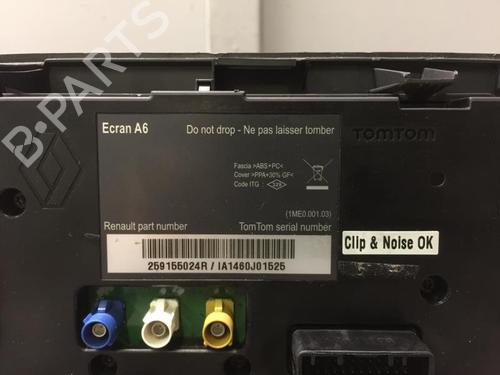 B-PARTS
Ecran A6
Do not drop - Ne pas laisser tomber
TOMTOM
Fascia >ABS+PC<
Cover >PPA+30% GF<
Code ITG :
(1ME0.001.03)
Renault part number
TomTom serial number
Clip & Noise OK
259155024R / IA1460J01525